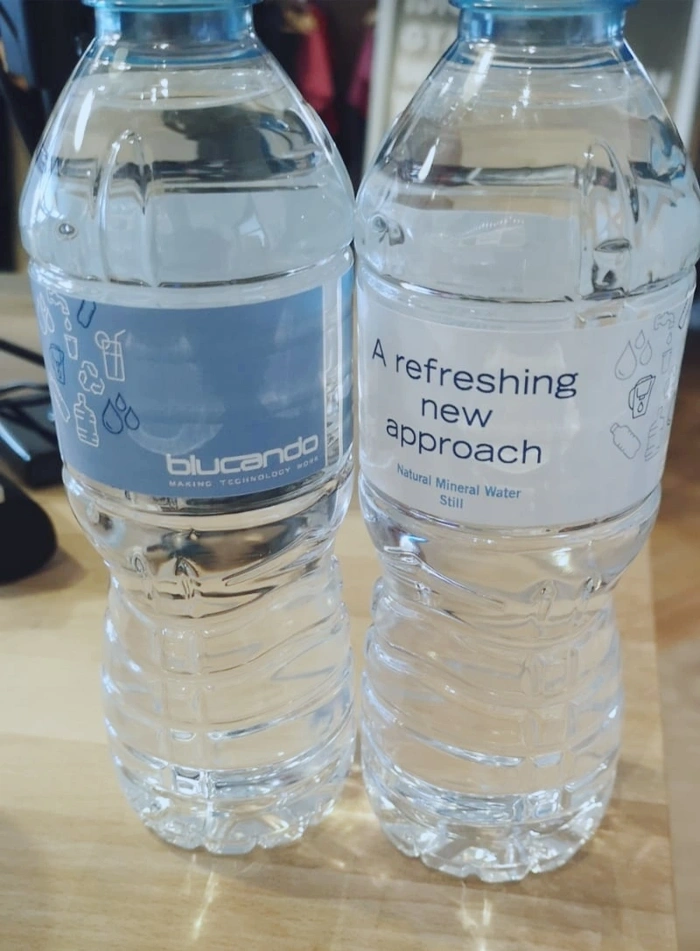 blucando
MAKING TECHNOLOGY WORK
A refreshing
new
approach
Natural Mineral Water
Still